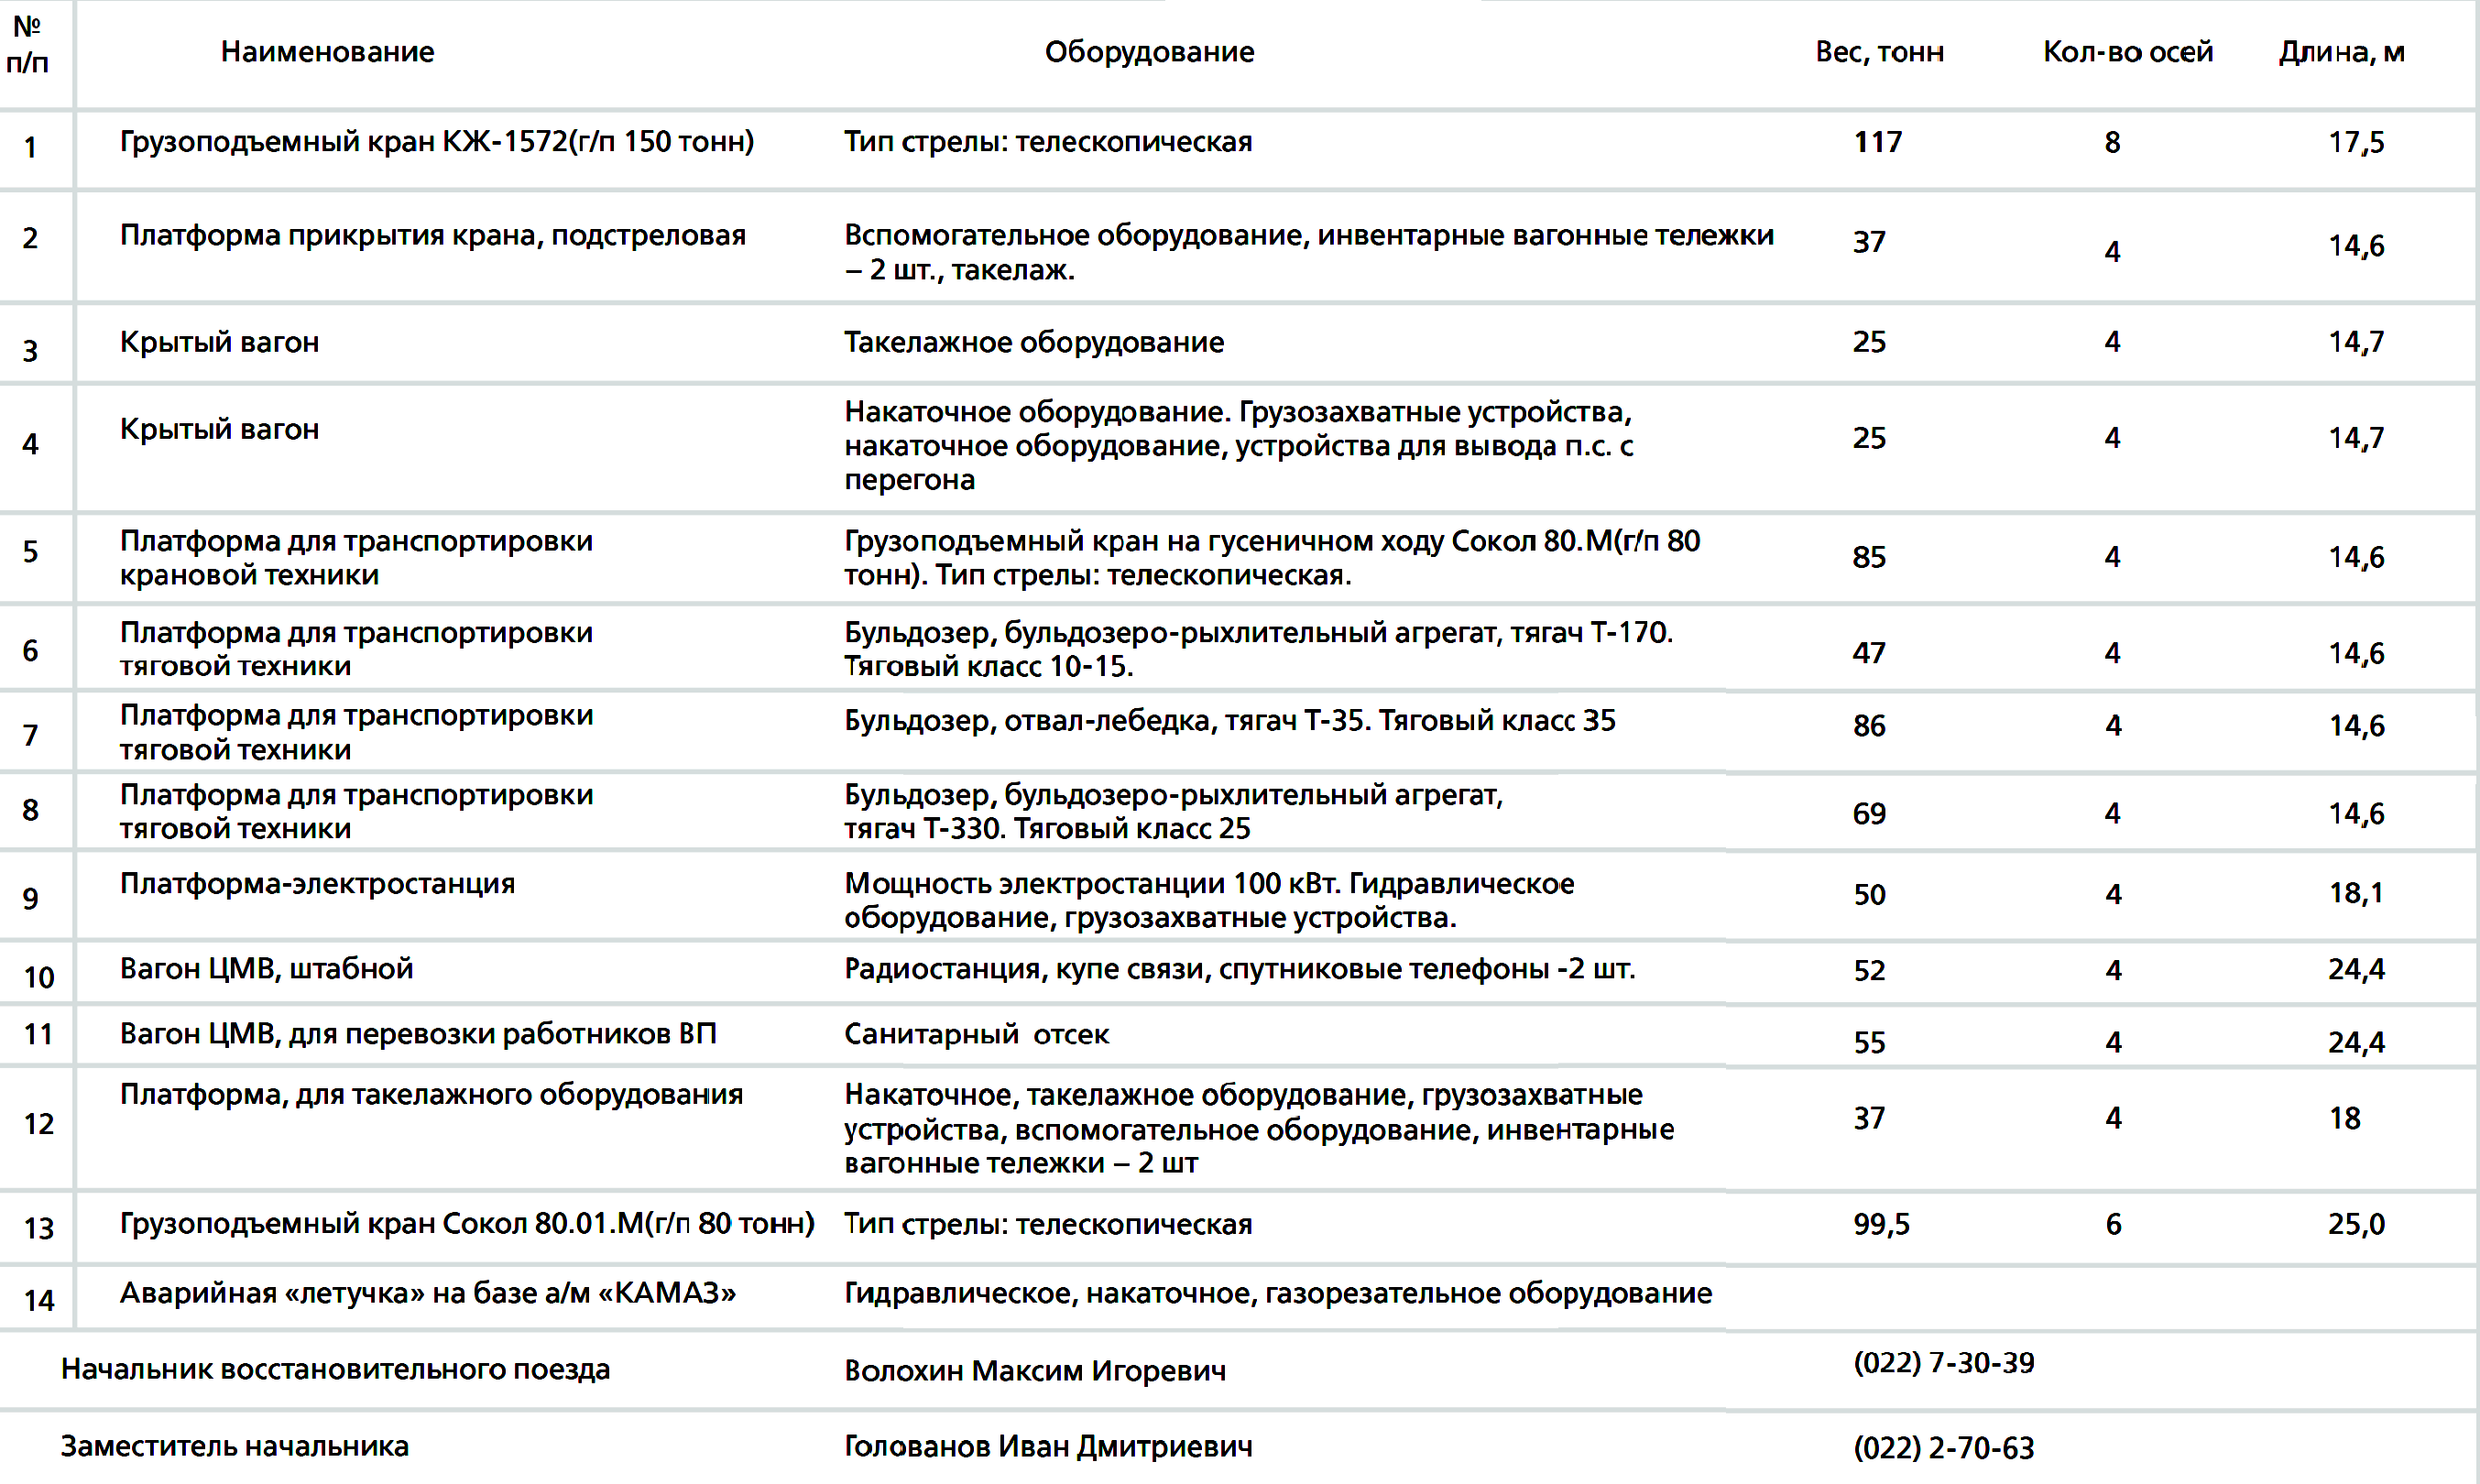 № п/п Наименование Оборудование Вес, тонн Кол-во осей Длина, м
1 Грузоподъемный кран КЖ-1572(г/п 150 тонн) Тип стрелы: телескопическая 117 8 17,5
2 Платформа прикрытия крана, подстреловая Вспомогательное оборудование, инвентарные вагонные тележки
– 2 шт., такелаж. 37 4 14,6
3 Крытый вагон Такелажное оборудование 25 4 14,7
4 Крытый вагон Накаточное оборудование. Грузозахватные устройства,
накаточное оборудование, устройства для вывода п.с. с
перегона 25 4 14,7
5 Платформа для транспортировки
крановой техники Грузоподъемный кран на гусеничном ходу Сокол 80.М(г/п 80
тонн). Тип стрелы: телескопическая. 85 4 14,6
6 Платформа для транспортировки
тяговой техники Бульдозер, бульдозеро-рыхлительный агрегат, тягач Т-170.
Тяговый класс 10-15. 47 4 14,6
7 Платформа для транспортировки
тяговой техники Бульдозер, отвал-лебедка, тягач Т-35. Тяговый класс 35 86 4 14,6
8 Платформа для транспортировки
тяговой техники Бульдозер, бульдозеро-рыхлительный агрегат,
тягач Т-330. Тяговый класс 25 69 4 14,6
9 Платформа-электростанция Мощность электростанции 100 кВт. Гидравлическое
оборудование, грузозахватные устройства. 50 4 18,1
10 Вагон ЦМВ, штабной Радиостанция, купе связи, спутниковые телефоны -2 шт. 52 4 24,4
11 Вагон ЦМВ, для перевозки работников ВП Санитарный отсек 55 4 24,4
12 Платформа, для такелажного оборудования Накаточное, такелажное оборудование, грузозахватные
устройства, вспомогательное оборудование, инвентарные
вагонные тележки – 2 шт 37 4 18
13 Грузоподъемный кран Сокол 80.01.М(г/п 80 тонн) Тип стрелы: телескопическая 99,5 6 25,0
14 Аварийная «летучка» на базе а/м «КАМАЗ» Гидравлическое, накаточное, газорезательное оборудование
Начальник восстановительного поезда Волохин Максим Игоревич (022) 7-30-39
Заместитель начальника Голованов Иван Дмитриевич (022) 2-70-63